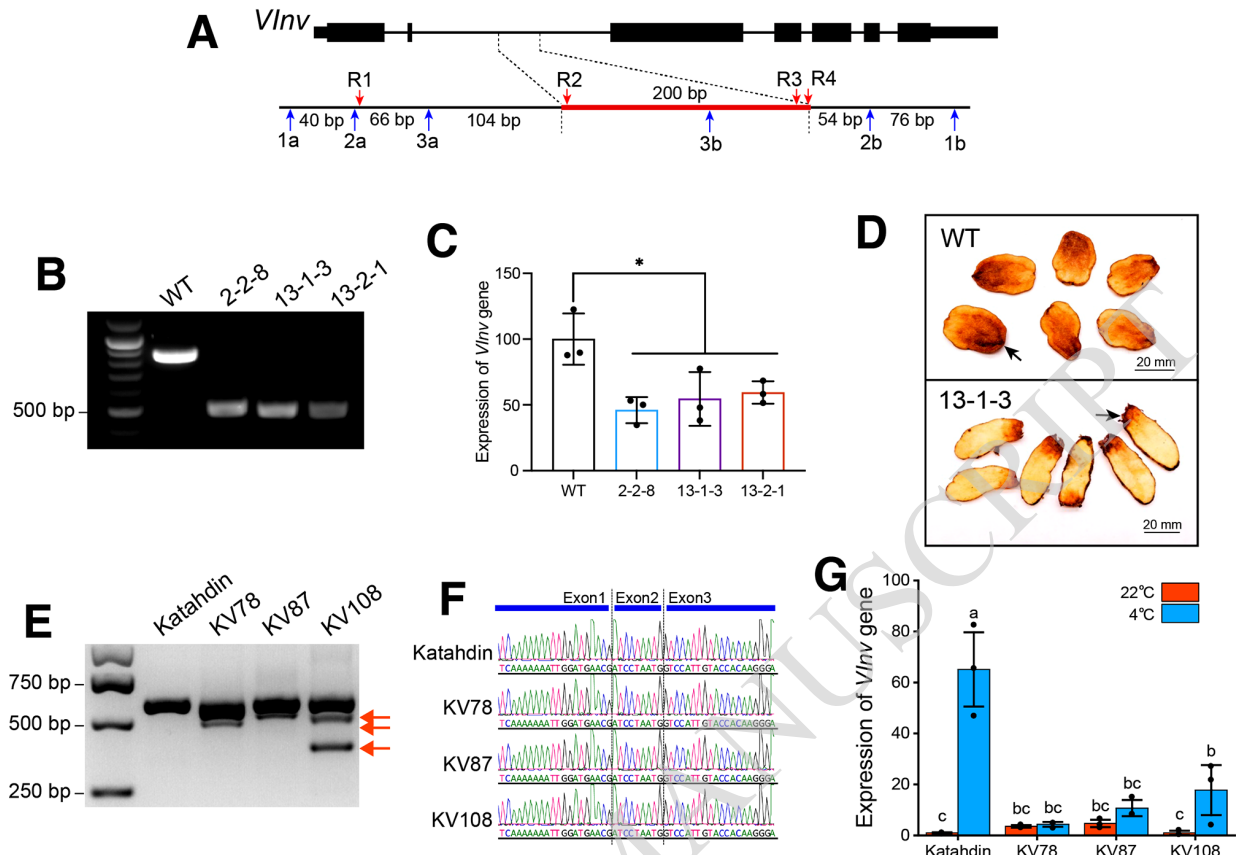 A
VInv
R1
R2
200 bp
R3
R4
40 bp
66 bp
104 bp
54 bp
76 bp
1a
2a
3a
3b
2b
1b
B
WT
2-2-8
13-1-3
13-2-1
500 bp
C
Expression of VInv gene
150
100
50
0
*
WT
2-2-8
13-1-3
13-2-1
D
WT
20 mm
13-1-3
20 mm
E
Katahdin
KV78
KV87
KV108
750 bp
500 bp
250 bp
F
Exon1
Exon2
Exon3
Katahdin
TCAAAAAATTGGATGAACGATCCTAATGGTCCATTGTACCACAAGGGA
KV78
TCAAAAAATTGGATGAACGATCCTAATGGTCCATTGTACCACAAGGGA
KV87
TCAAAAAATTGGATGAACGATCCTAATGGTCCATTGTACCACAAGGGA
KV108
TCAAAAAATTGGATGAACGATCCTAATGGTCCATTGTACCACAAGGGA
G
Expression of VInv gene
100
80
60
40
20
0
22℃
4℃
c
a
bc
bc
bc
bc
c
b
Katahdin
KV78
KV87
KV108
MANUSCRIPT